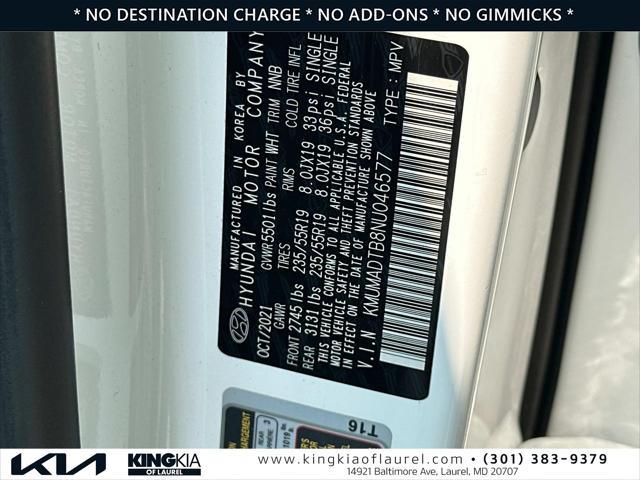 * NO DESTINATION CHARGE * NO ADD-ONS * NO GIMMICKS *
MANUFACTURED IN KOREA BY
HYUNDAI MOTOR COMPANY
OCT/2021 GVWR5501lbs PAINT WHT TRIM NNB
TIRES RIMS COLD TIRE INFL
GAWR
FRONT 2745lbs 235/55R19 8.0JX19 33psi SINGLE
REAR 3131lbs 235/55R19 8.0JX19 36psi SINGLE
THIS VEHICLE CONFORMS TO ALL APPLICABLE U.S.A. FEDERAL
MOTOR VEHICLE SAFETY AND THEFT PREVENTION STANDARDS
IN EFFECT ON THE DATE OF MANUFACTURE SHOWN ABOVE
V.I.N KMUMADTB8NU046577 TYPE : MPV
T16
REAR
3
KIA
KINGKIA
OF LAUREL
www.kingkiaoflaurel.com • (301) 383-9379
14921 Baltimore Ave, Laurel, MD 20707